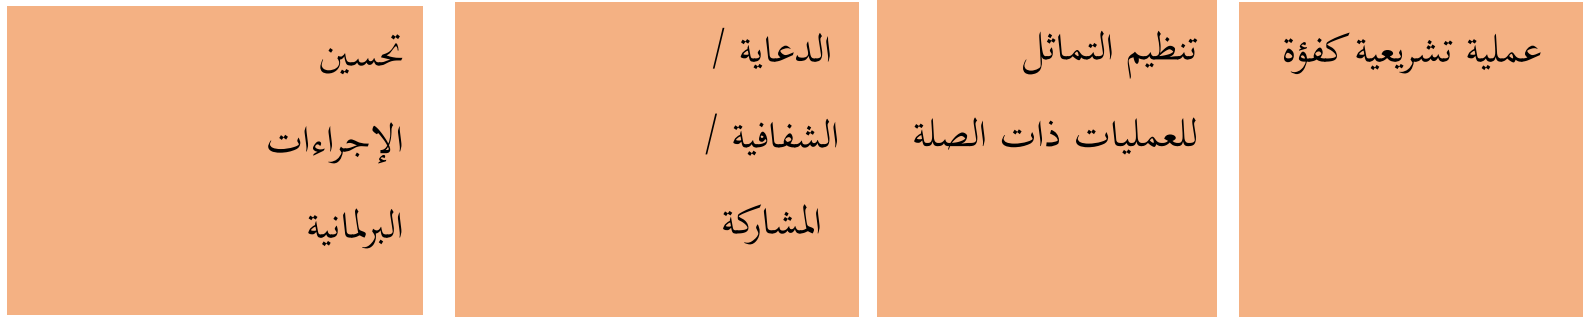 عملية تشريعية كفؤة
تنظيم التماثل
للعمليات ذات الصلة
الدعاية /
الشفافية /
المشاركة
تحسين
الإجراءات
البرلمانية